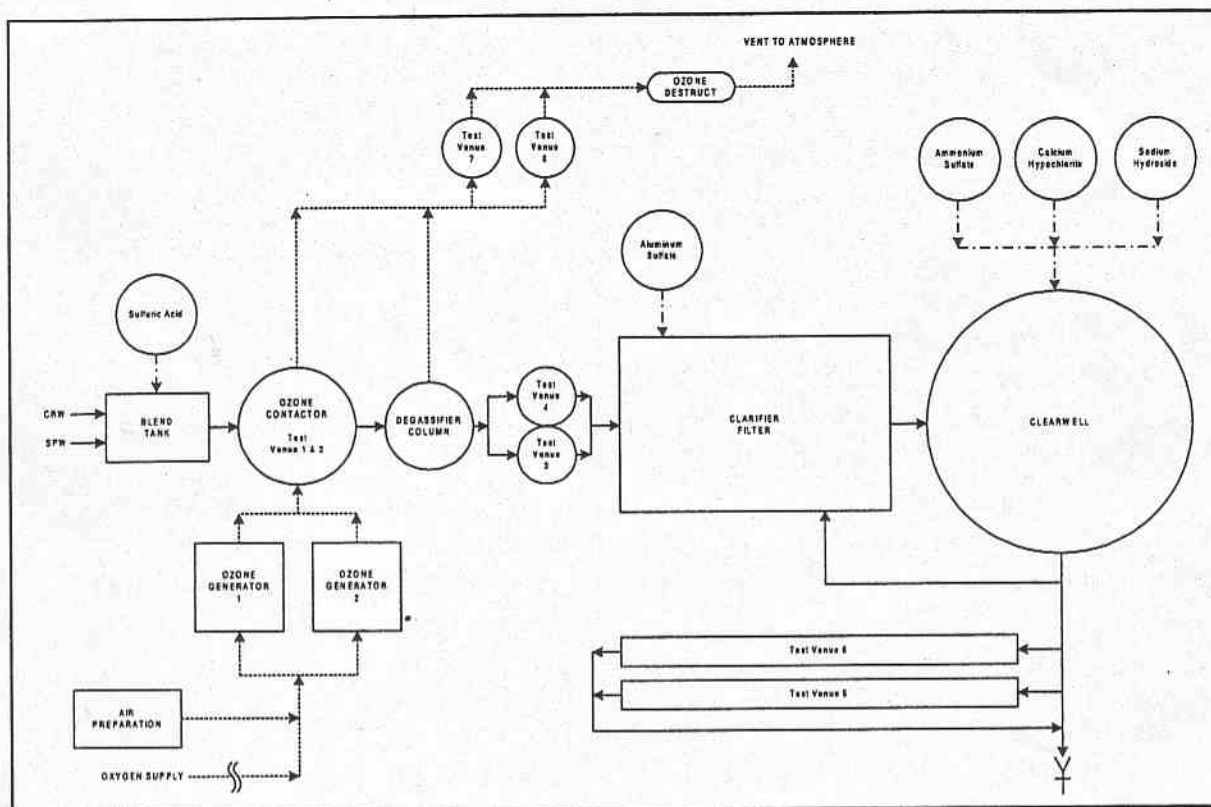 VENT TO ATMOSPHERE
OZONE
DESTRUCT
Test
Venue
7
Test
Venue
Ammonium
Sulfate
Calcium
Hypochlorite
Sodium
Hydroxide
Aluminum
Sulfate
Sulfuric Acid
CRW
SPW
BLEND
TANK
OZONE
CONTACTOR
Test
Venue 1 & 2
DEGASSIFIER
COLUMN
Test
Venue
4
Test
Venue
3
CLARIFIER
FILTER
CLEARWELL
OZONE
GENERATOR
1
OZONE
GENERATOR
2
AIR
PREPARATION
OXYGEN SUPPLY
Test Venue 6
Test Venue 5